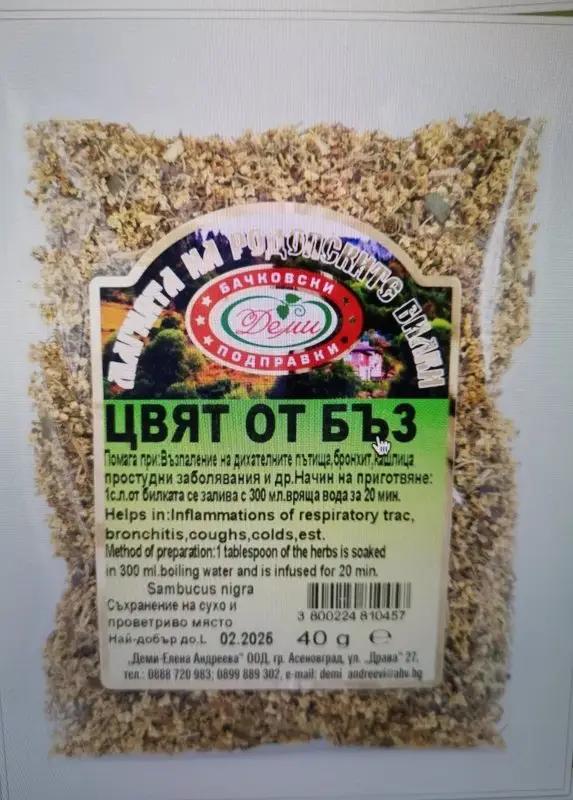 Магията на Родопските билки
БАЧКОВСКИ
Деми
ПОДПРАВКИ
ЦВЯТ ОТ БЪЗ
Помага при:Възпаление на дихателните пътища,бронхит,кашлица
простудни заболявания и др.Начин на приготвяне:
1с.л.от билката се залива с 300 мл.вряща вода за 20 мин.
Helps in:Inflammations of respiratory trac,
bronchitis,coughs,colds,est.
Method of preparation:1 tablespoon of the herbs is soaked
in 300 ml.boiling water and is infused for 20 min.
Sambucus nigra
Съхранение на сухо и
проветриво място
Най-добър до.L 02.2026
3 800224 810457
40 g e
„Деми-Елена Андреева" ООД, гр. Асеновград, ул. „Драва" 27,
тел.: 0888 720 983; 0899 889 302, e-mail: demi_andreevi@abv.bg